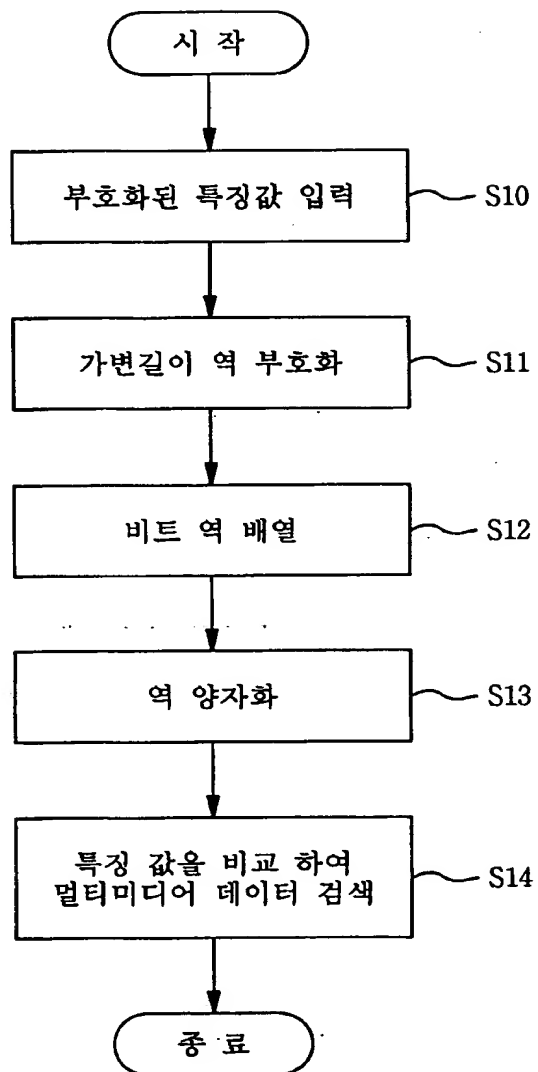 시 작
부호화된 특징값 입력
S10
가변길이 역 부호화
S11
비트 역 배열
S12
역 양자화
S13
특징 값을 비교 하여
멀티미디어 데이터 검색
S14
종 료